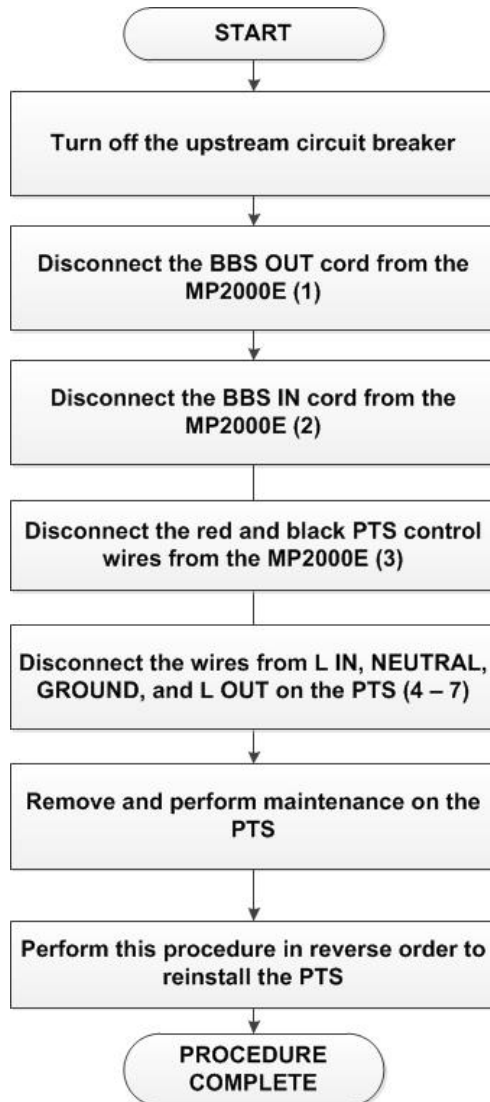 START
Turn off the upstream circuit breaker
Disconnect the BBS OUT cord from the
MP2000E (1)
Disconnect the BBS IN cord from the
MP2000E (2)
Disconnect the red and black PTS control
wires from the MP2000E (3)
Disconnect the wires from L IN, NEUTRAL,
GROUND, and L OUT on the PTS (4 – 7)
Remove and perform maintenance on the
PTS
Perform this procedure in reverse order to
reinstall the PTS
PROCEDURE
COMPLETE